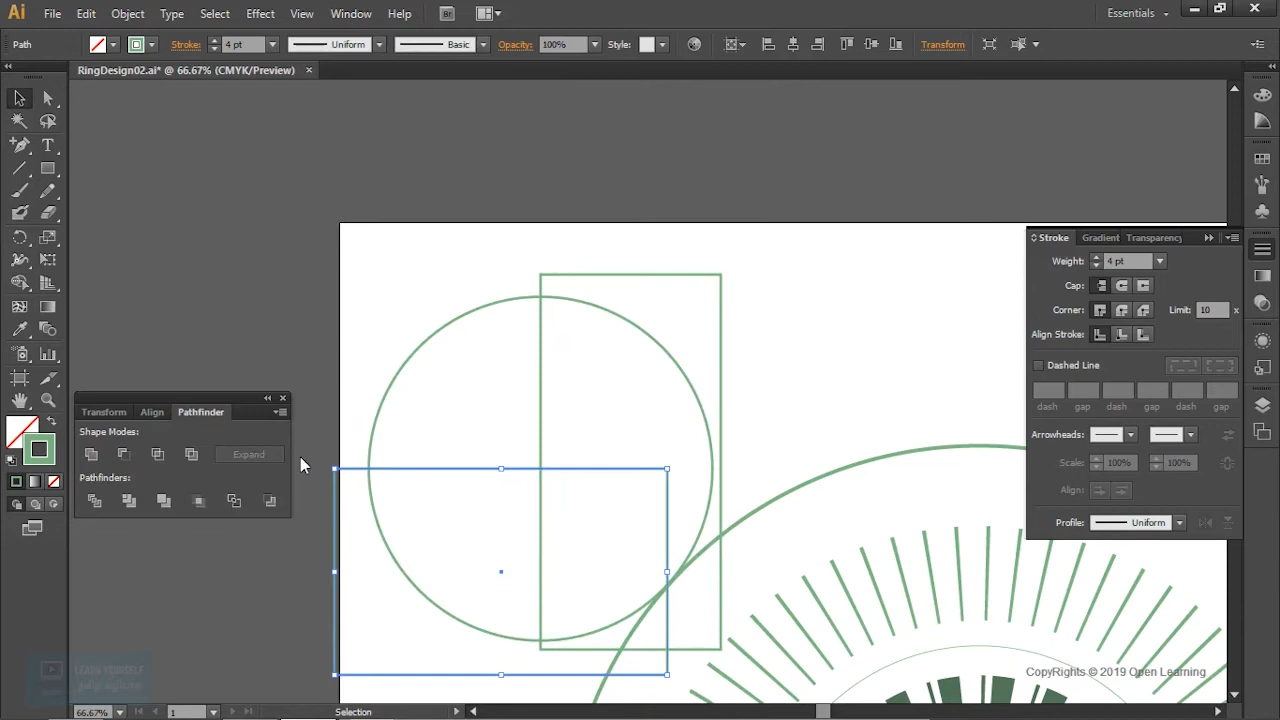 Ai File Edit Object Type Select Effect View Window Help Br Essentials
Path Stroke: 4 pt Uniform Basic Opacity: 100% Style: Transform
RingDesign02.ai* @ 66.67% (CMYK/Preview) ×
Stroke Gradient Transparency
Weight: 4 pt
Cap:
Corner: Limit: 10 x
Align Stroke:
Dashed Line
dash gap dash gap dash gap
Arrowheads:
Scale: 100% 100%
Align:
Profile: Uniform
Transform Align Pathfinder
Shape Modes:
Expand
Pathfinders:
LEARN YOURSELF
CopyRights © 2019 Open Learning
66.67% 1 Selection